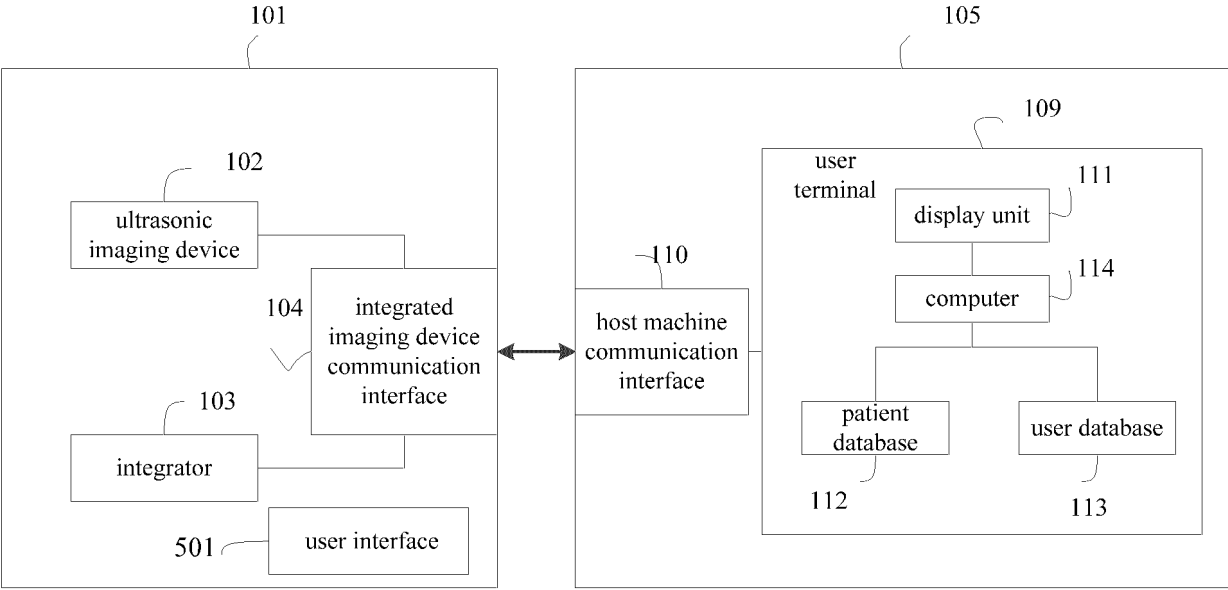 101
105
109
102
user
terminal
111
ultrasonic
imaging device
display unit
110
114
104
integrated
imaging device
communication
interface
host machine
communication
interface
computer
103
patient
database
user database
integrator
112
113
501
user interface